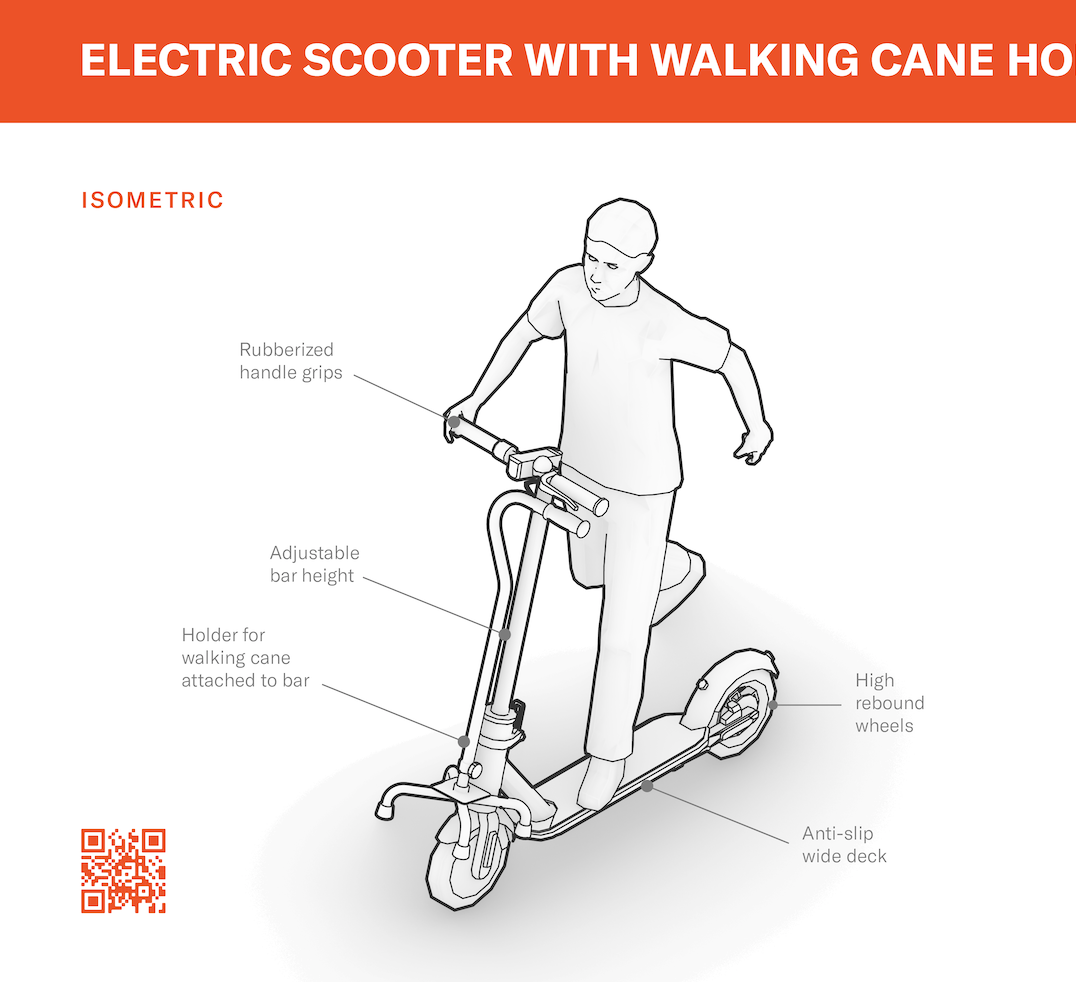 ELECTRIC SCOOTER WITH WALKING CANE HO
ISOMETRIC
Rubberized
handle grips
Adjustable
bar height
Holder for
walking cane
attached to bar
High
rebound
wheels
Anti-slip
wide deck